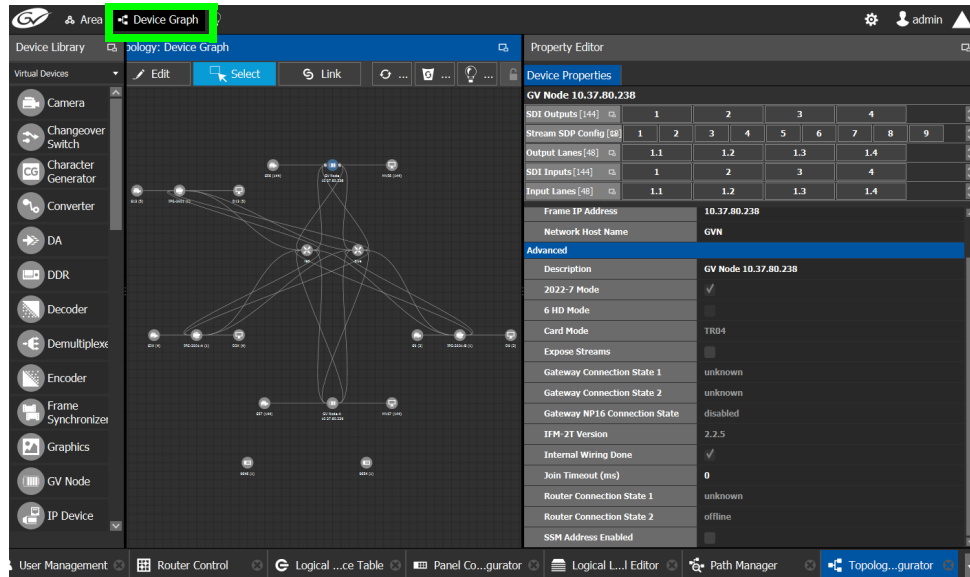 GV Area Device Graph admin
Device Library
pology: Device Graph
Property Editor
Virtual Devices
Edit Select Link ... ... ...
Device Properties
Camera
Changeover
Switch
Character
Generator
Converter
DA
DDR
Decoder
Demultiplexe
Encoder
Frame
Synchronizer
Graphics
GV Node
IP Device
CG
GV Node
10.37.80.238
GV Node 10.37.80.238
SDI Outputs [144] 1 2 3 4
Stream SDP Config [18] 1 2 3 4 5 6 7 8 9
Output Lanes [48] 1.1 1.2 1.3 1.4
SDI Inputs [144] 1 2 3 4
Input Lanes [48] 1.1 1.2 1.3 1.4
Frame IP Address 10.37.80.238
Network Host Name GVN
Advanced
Description GV Node 10.37.80.238
2022-7 Mode
6 HD Mode
Card Mode TR04
Expose Streams
Gateway Connection State 1 unknown
Gateway Connection State 2 unknown
Gateway NP16 Connection State disabled
IFM-2T Version 2.2.5
Internal Wiring Done
Join Timeout (ms) 0
Router Connection State 1 unknown
Router Connection State 2 offline
SSM Address Enabled
User Management Router Control Logical ...ce Table Panel Co...gurator Logical L...l Editor Path Manager Topolog...gurator